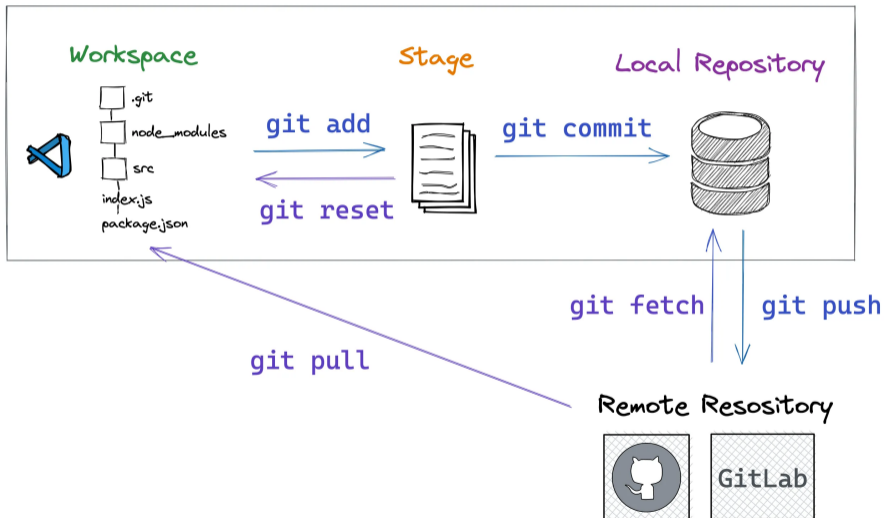 Workspace
Stage
Local Repository
.git
node_modules
src
index.js
package.json
git add
git commit
git reset
git fetch
git push
git pull
Remote Resository
GitLab